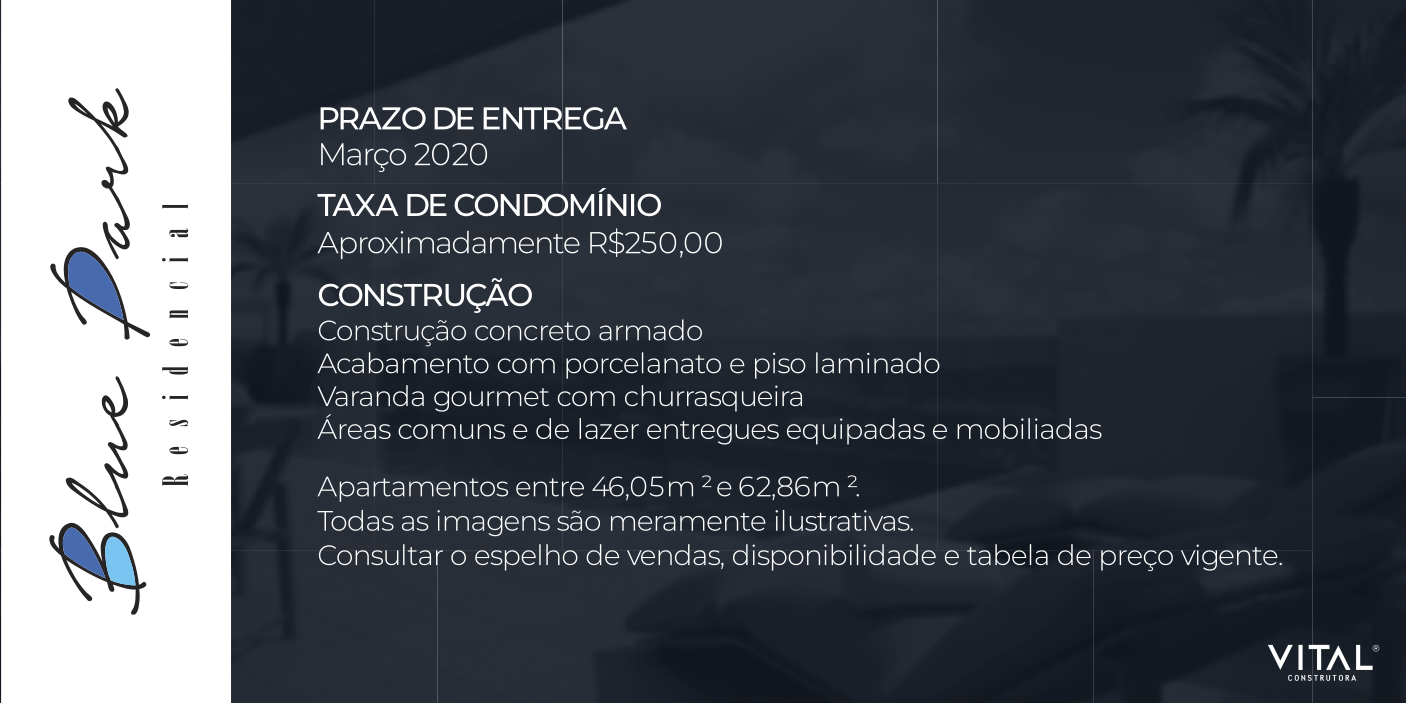 Blue Park
Residencial
PRAZO DE ENTREGA
Março 2020
TAXA DE CONDOMÍNIO
Aproximadamente R$250,00
CONSTRUÇÃO
Construção concreto armado
Acabamento com porcelanato e piso laminado
Varanda gourmet com churrasqueira
Áreas comuns e de lazer entregues equipadas e mobiliadas
Apartamentos entre 46,05m ² e 62,86m ².
Todas as imagens são meramente ilustrativas.
Consultar o espelho de vendas, disponibilidade e tabela de preço vigente.
VITAL®
CONSTRUTORA